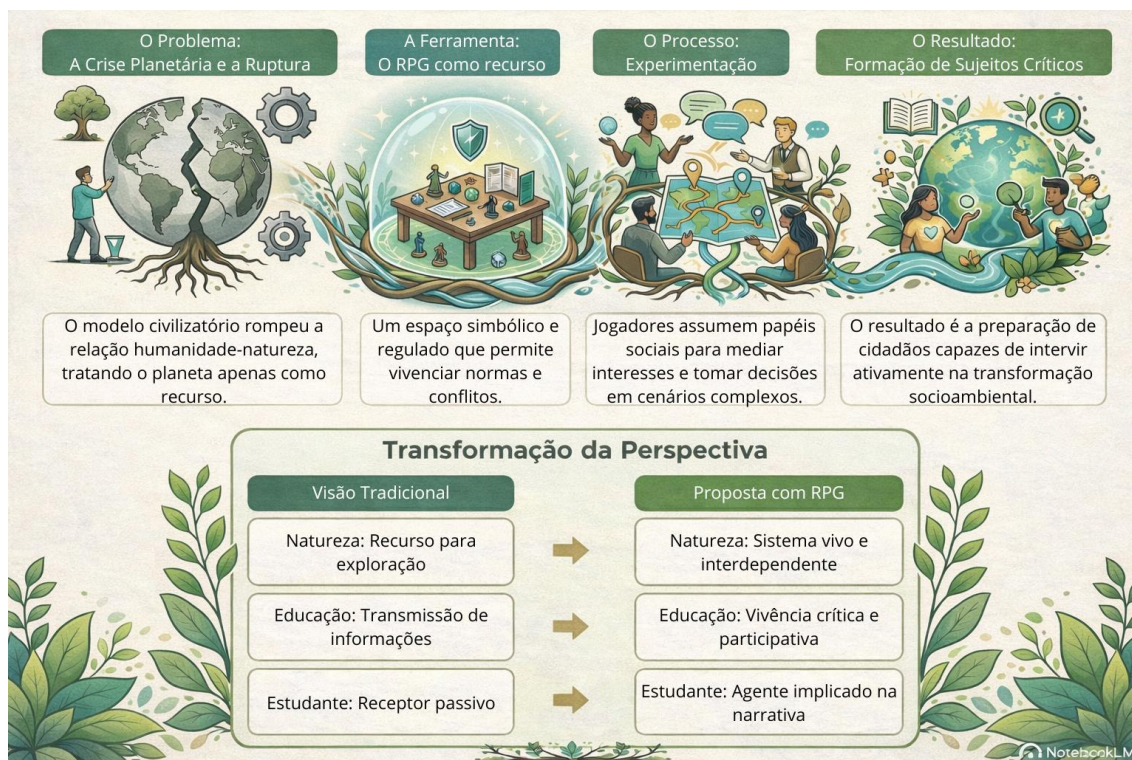 O Problema:
A Crise Planetária e a Ruptura
A Ferramenta:
O RPG como recurso
O Processo:
Experimentação
O Resultado:
Formação de Sujeitos Críticos
O modelo civilizatório rompeu a
relação humanidade-natureza,
tratando o planeta apenas como
recurso.
Um espaço simbólico e
regulado que permite
vivenciar normas e
conflitos.
Jogadores assumem papéis
sociais para mediar
interesses e tomar decisões
em cenários complexos.
O resultado é a preparação de
cidadãos capazes de intervir
ativamente na transformação
socioambiental.
Transformação da Perspectiva
Visão Tradicional
Proposta com RPG
Natureza: Recurso para
exploração
Natureza: Sistema vivo e
interdependente
Educação: Transmissão de
informações
Educação: Vivência crítica e
participativa
Estudante: Receptor passivo
Estudante: Agente implicado na
narrativa
NotebookLM